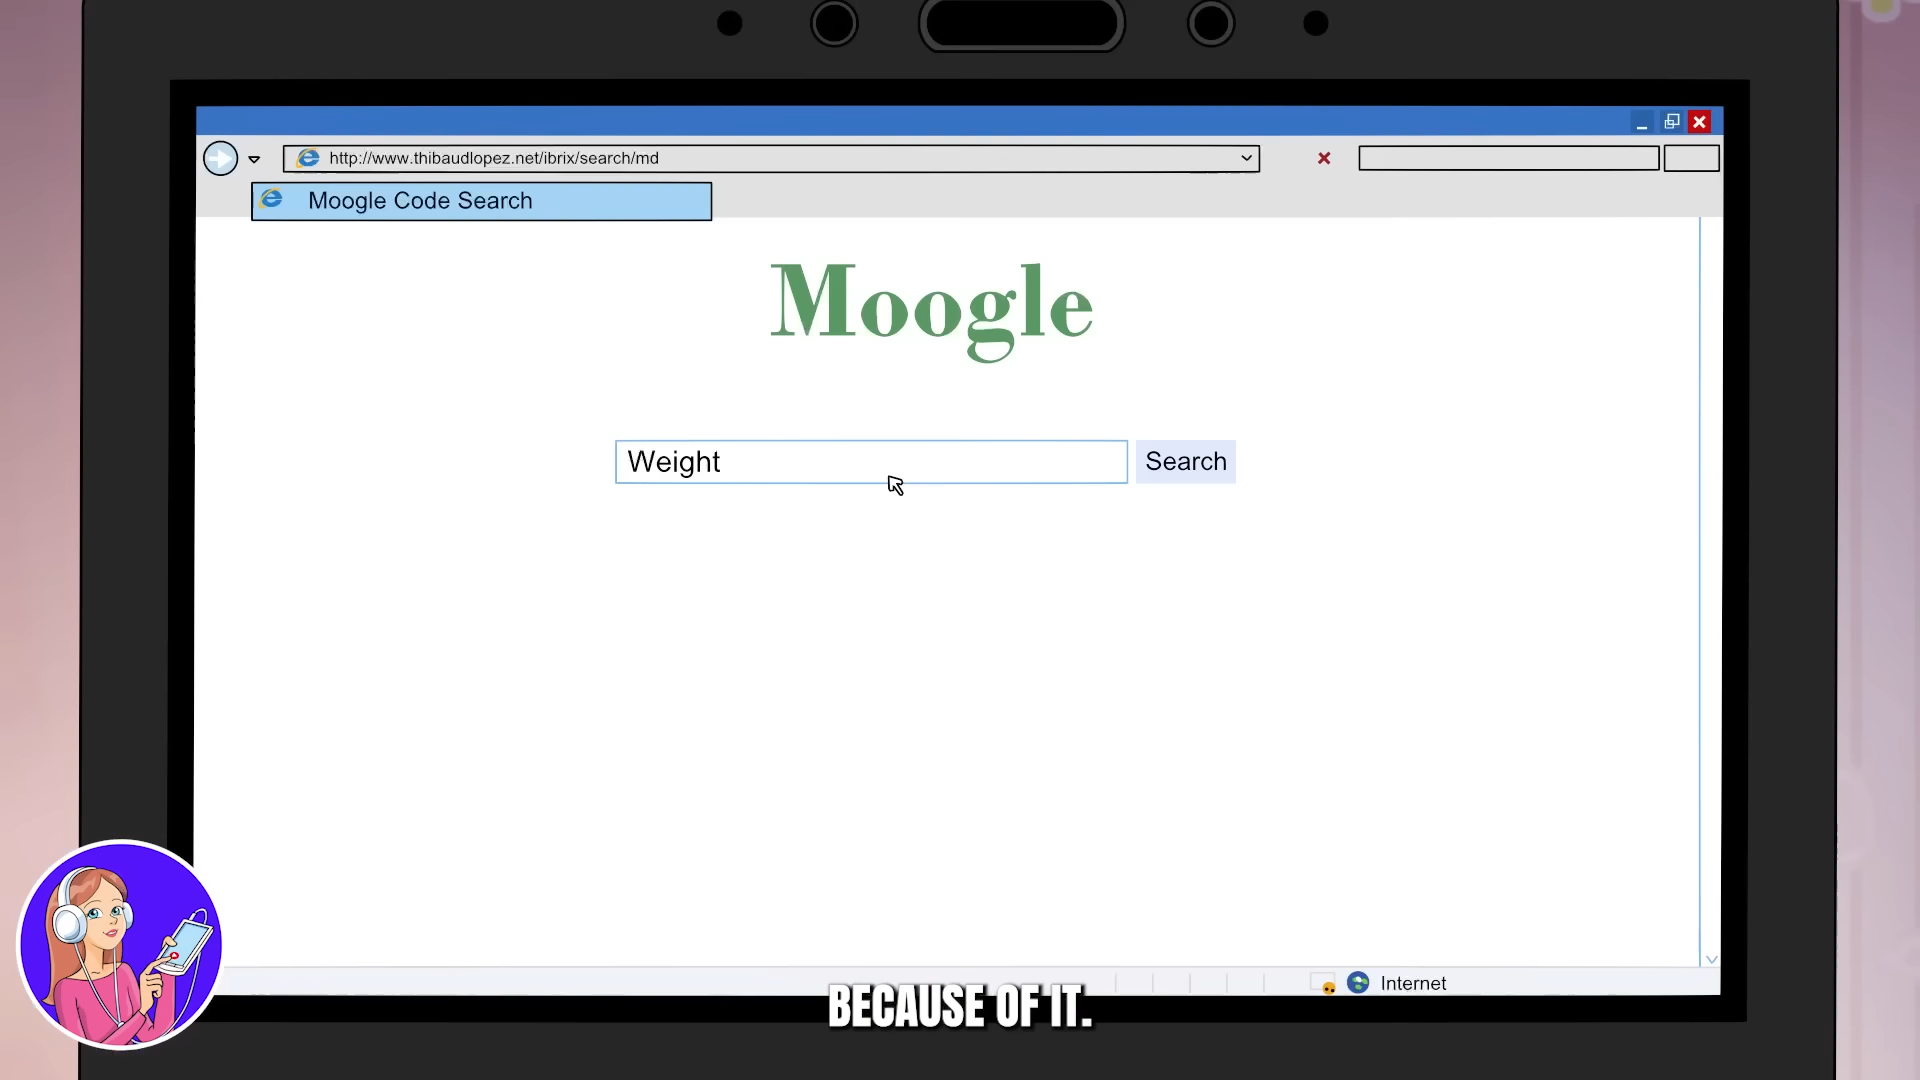 http://www.thibaudlopez.net/ibrix/search/md
Moogle Code Search
Moogle
Weight
Search
Internet
BECAUSE OF IT.